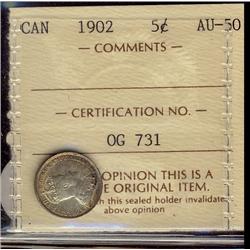 CAN 1902 5¢ AU-50
— COMMENTS —
— CERTIFICATION NO. —
OG 731
OPINION THIS IS A
E ORIGINAL ITEM.
h this sealed holder invalidate
above opinion